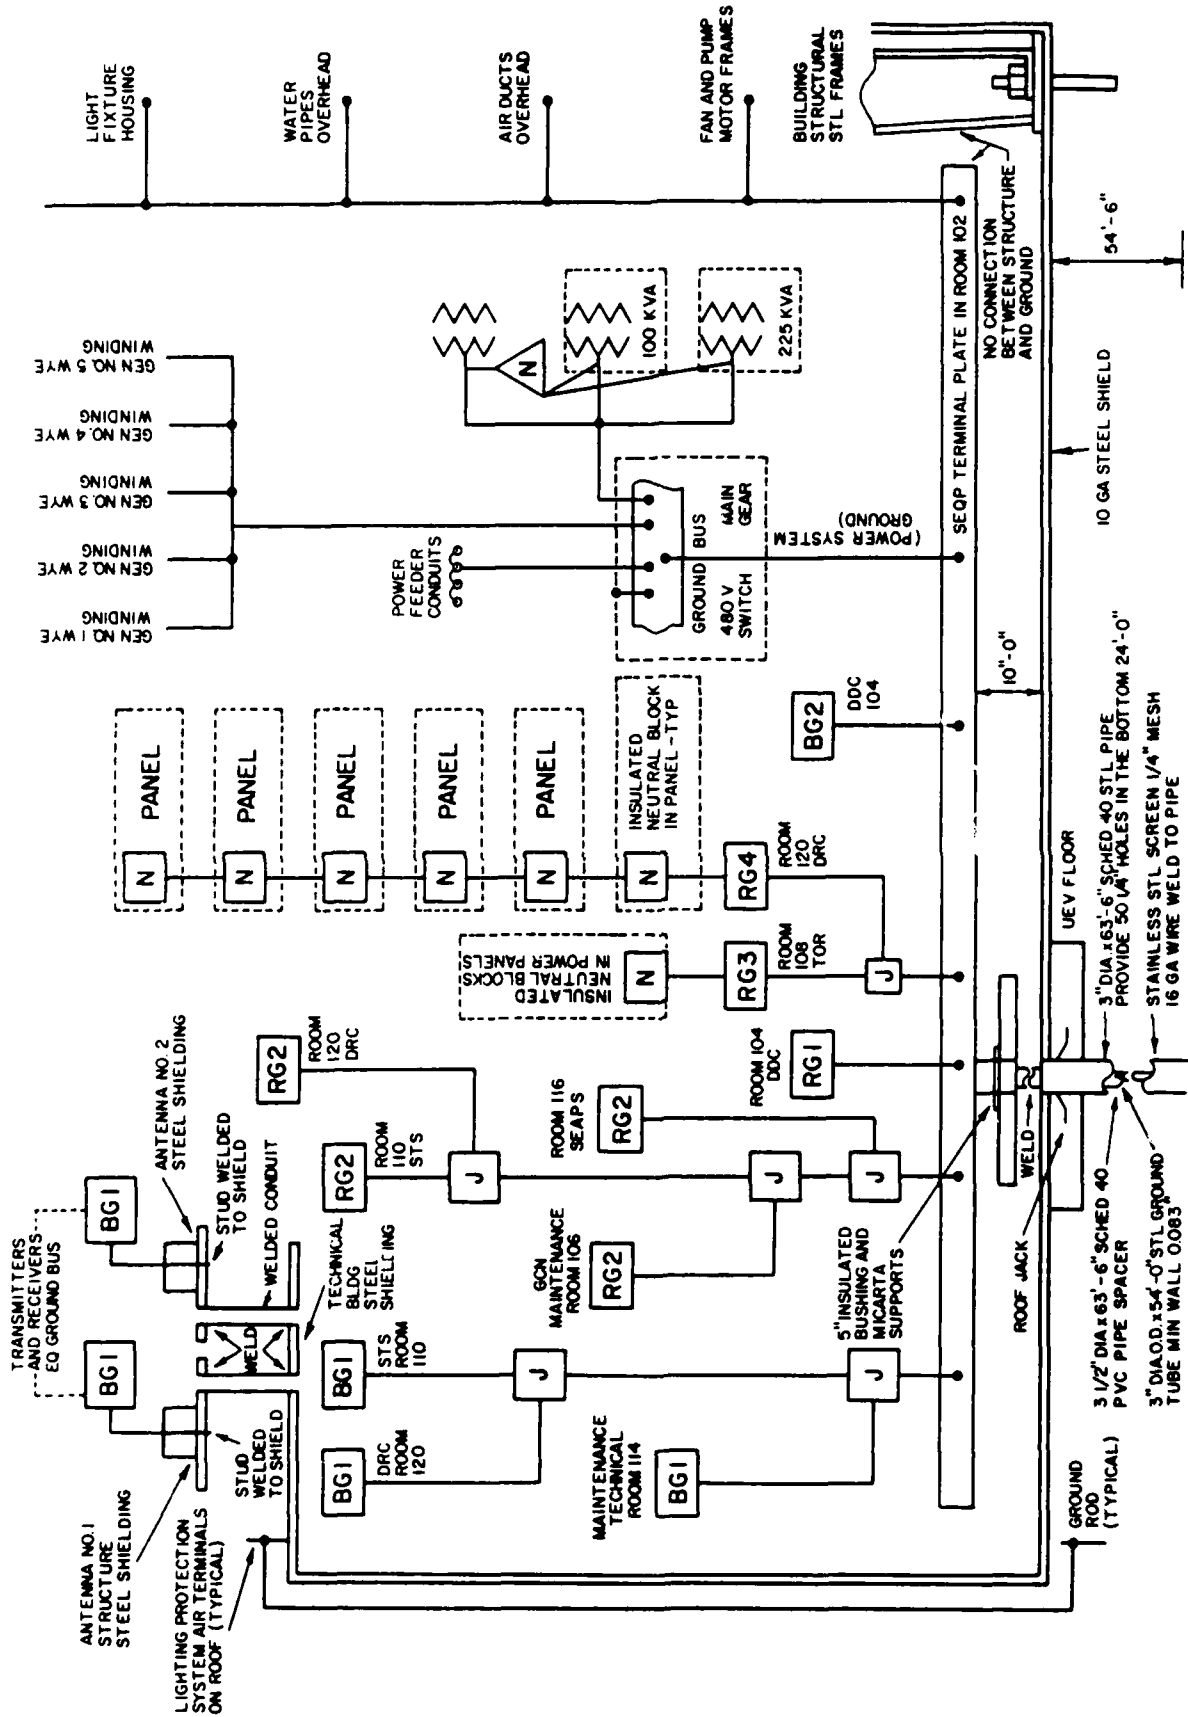 LIGHT
FIXTURE
HOUSING
WATER
PIPES
OVERHEAD
AIR DUCTS
OVERHEAD
FAN AND PUMP
MOTOR FRAMES
BUILDING
STRUCTURAL
STL FRAMES
GEN NO. 1 WYE
WINDING
GEN NO. 2 WYE
WINDING
GEN NO. 3 WYE
WINDING
GEN NO. 4 WYE
WINDING
GEN NO. 5 WYE
WINDING
N
100 KVA
225 KVA
POWER
FEEDER
CONDUITS
GROUND BUS
480 V MAIN
SWITCH GEAR
(POWER SYSTEM
GROUND)
SEQP TERMINAL PLATE IN ROOM 102
NO CONNECTION
BETWEEN STRUCTURE
AND GROUND
54'-6"
10 GA STEEL SHIELD
10"-0"
PANEL
N
PANEL
N
PANEL
N
PANEL
N
PANEL
N
INSULATED
NEUTRAL BLOCK
IN PANEL-TYP
N
RG4
ROOM
120
DRC
BG2
DDC
104
INSULATED
NEUTRAL BLOCKS
IN POWER PANELS
N
RG3
ROOM
108
TOR
J
RG1
ROOM 104
DDC
RG2
ROOM
120
DRC
RG2
ROOM
110
STS
J
ROOM 116
SEAPS
RG2
J
J
GCN
MAINTENANCE
ROOM 106
RG2
TRANSMITTERS
AND RECEIVERS
EQ GROUND BUS
BG1
BG1
ANTENNA NO. 2
STEEL SHIELDING
STUD WELDED
TO SHIELD
WELDED CONDUIT
TECHNICAL
BLDG
STEEL
SHIELDING
WELD
STUD
WELDED
TO SHIELD
ANTENNA NO. 1
STRUCTURE
STEEL SHIELDING
LIGHTING PROTECTION
SYSTEM AIR TERMINALS
ON ROOF (TYPICAL)
BG1
STS
ROOM
110
J
BG1
DRC
ROOM
120
J
MAINTENANCE
TECHNICAL
ROOM 114
BG1
5" INSULATED
BUSHING AND
MICARTA
SUPPORTS
WELD
ROOF JACK
UEV FLOOR
3" DIA. x 63'-6" SCHED 40 STL PIPE
PROVIDE 50 1/4" HOLES IN THE BOTTOM 24'-0"
STAINLESS STL SCREEN 1/4" MESH
16 GA WIRE WELD TO PIPE
3 1/2" DIA x 63'-6" SCHED 40
PVC PIPE SPACER
3" DIA.O.D. x 54'-0" STL GROUND
TUBE MIN WALL 0.083"
GROUND
ROD
(TYPICAL)